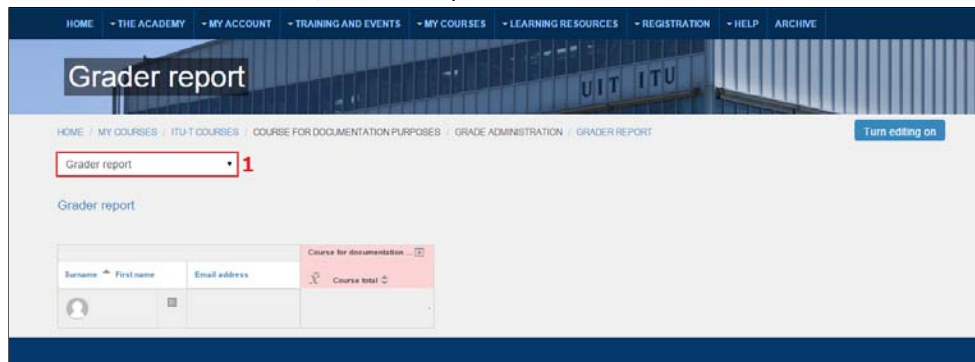 HOME THE ACADEMY MY ACCOUNT TRAINING AND EVENTS MY COURSES LEARNING RESOURCES REGISTRATION HELP ARCHIVE
Grader report
UIT ITU
HOME / MY COURSES / ITU-T COURSES / COURSE FOR DOCUMENTATION PURPOSES / GRADE ADMINISTRATION / GRADER REPORT
Turn editing on
Grader report
1
Grader report
Course for documentation ...
Surname First name Email address x̄ Course total
-